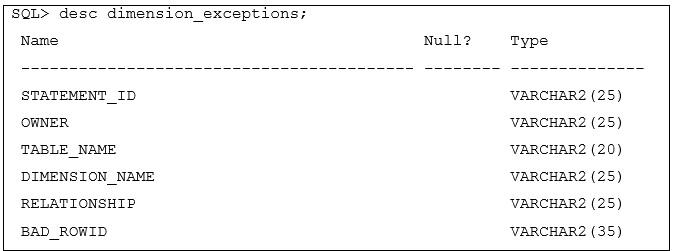 SQL> desc dimension_exceptions;
Name Null? Type
----------------------------------------- -------- --------------
STATEMENT_ID VARCHAR2(25)
OWNER VARCHAR2(25)
TABLE_NAME VARCHAR2(20)
DIMENSION_NAME VARCHAR2(25)
RELATIONSHIP VARCHAR2(25)
BAD_ROWID VARCHAR2(35)